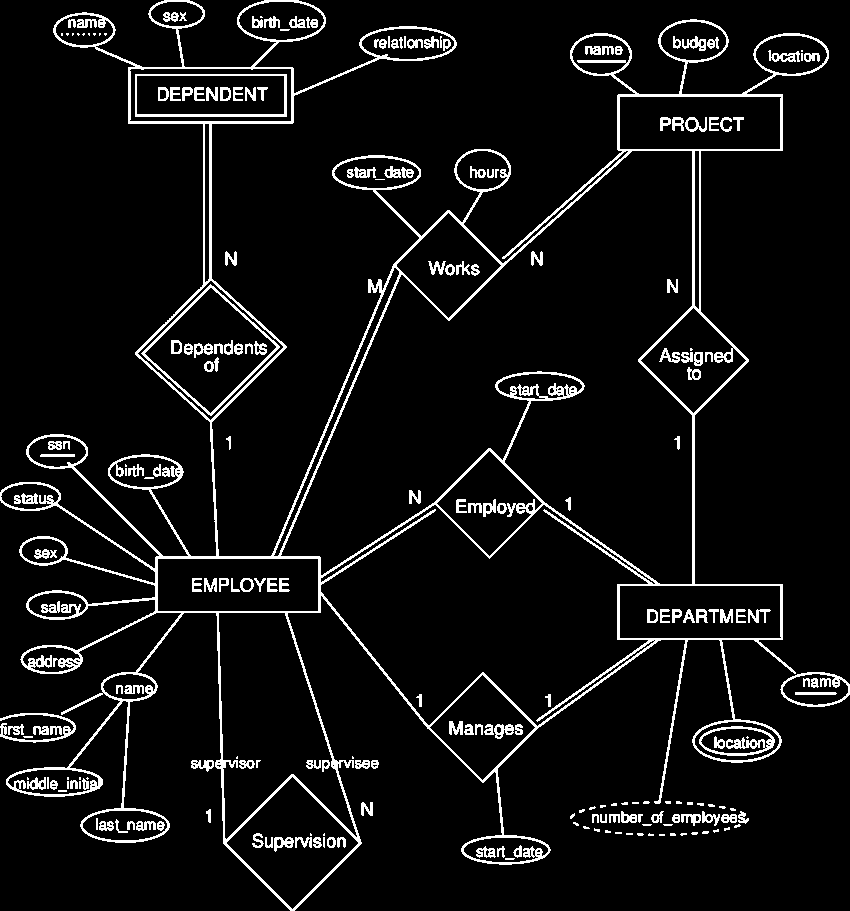 name
sex
birth_date
relationship
DEPENDENT
name
budget
location
PROJECT
start_date
hours
Works
N
M
N
N
Dependents
of
1
Assigned
to
1
start_date
N
Employed
1
ssn
birth_date
status
sex
salary
address
EMPLOYEE
name
first_name
middle_initial
last_name
DEPARTMENT
name
locations
number_of_employees
1
Manages
1
start_date
supervisor
supervisee
1
N
Supervision